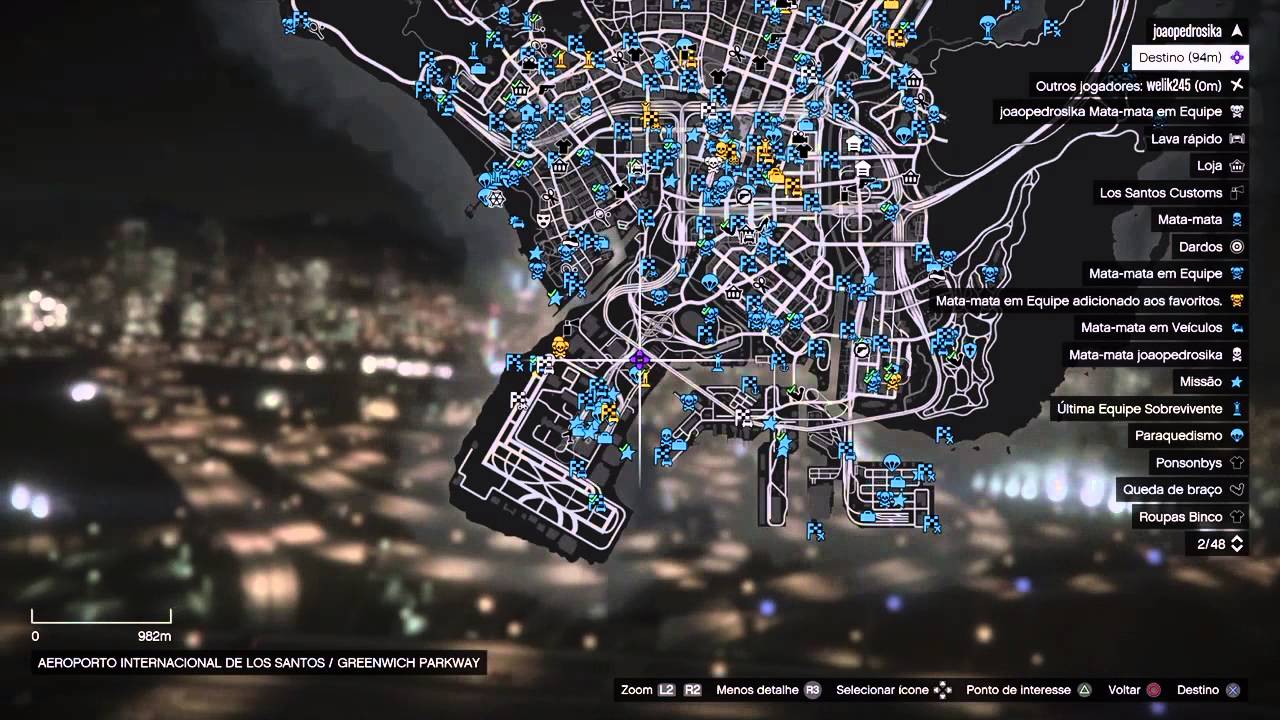 joaopedrosika
Destino (94m)
Outros jogadores: welik245 (0m)
joaopedrosika Mata-mata em Equipe
Lava rápido
Loja
Los Santos Customs
Mata-mata
Dardos
Mata-mata em Equipe
Mata-mata em Equipe adicionado aos favoritos.
Mata-mata em Veículos
Mata-mata joaopedrosika
Missão
Última Equipe Sobrevivente
Paraquedismo
Ponsonbys
Queda de braço
Roupas Binco
2/48
0 982m
AEROPORTO INTERNACIONAL DE LOS SANTOS / GREENWICH PARKWAY
Zoom L2 R2 Menos detalhe R3 Selecionar ícone Ponto de interesse Voltar Destino